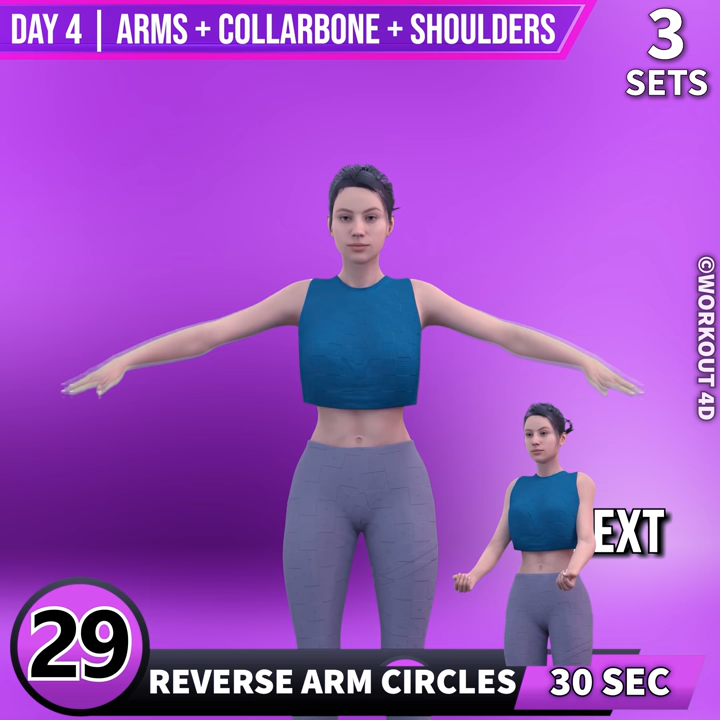 DAY 4 | ARMS + COLLARBONE + SHOULDERS
3
SETS
©WORKOUT 4D
EXT
29
REVERSE ARM CIRCLES
30 SEC